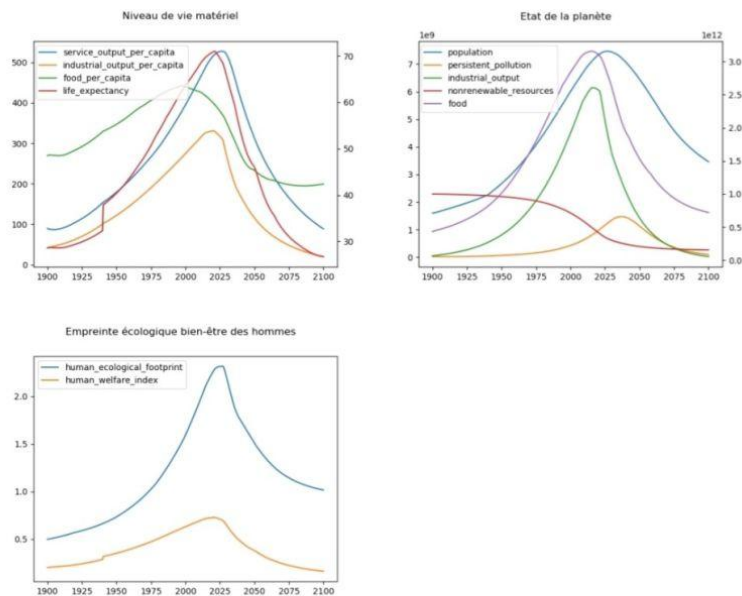 Niveau de vie matériel
service_output_per_capita
industrial_output_per_capita
food_per_capita
life_expectancy
500
400
300
200
100
0
70
60
50
40
30
1900 1925 1950 1975 2000 2025 2050 2075 2100
Etat de la planète
1e9
1e12
population
persistent_pollution
industrial_output
nonrenewable_resources
food
7
6
5
4
3
2
1
0
3.0
2.5
2.0
1.5
1.0
0.5
0.0
1900 1925 1950 1975 2000 2025 2050 2075 2100
Empreinte écologique bien-être des hommes
human_ecological_footprint
human_welfare_index
2.0
1.5
1.0
0.5
1900 1925 1950 1975 2000 2025 2050 2075 2100